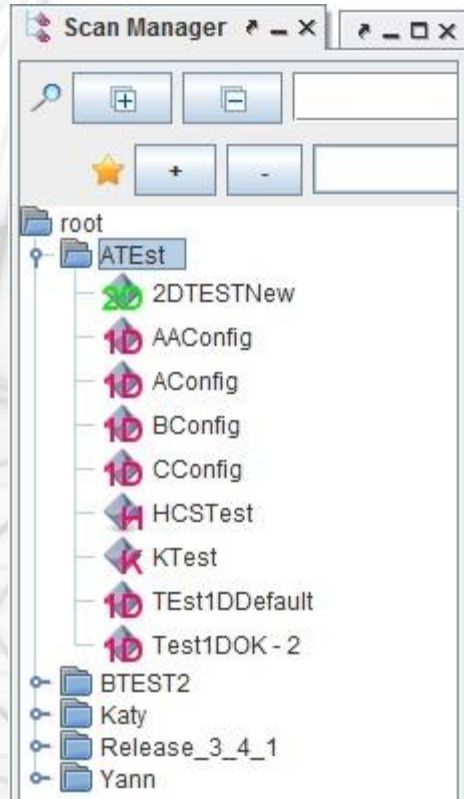 Scan Manager
+
-
root
ATEst
2D 2DTESTNew
1D AAConfig
1D AConfig
1D BConfig
1D CConfig
H HCSTest
K KTest
1D TEst1DDefault
1D Test1DOK - 2
BTEST2
Katy
Release_3_4_1
Yann